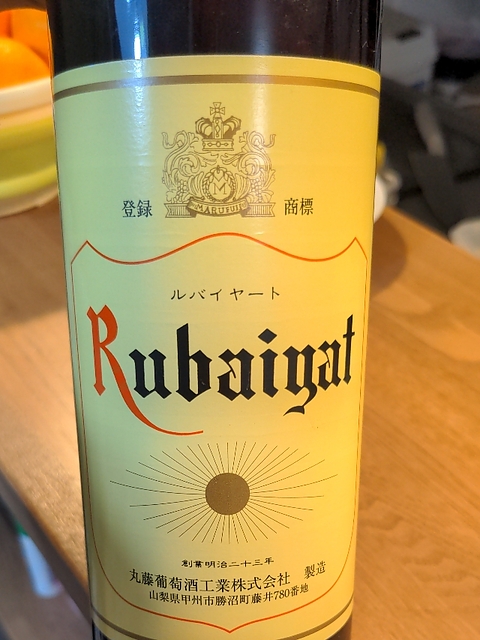 MARUFUJI
登録 商標
ルバイヤート
Rubaiyat
創業明治二十三年
丸藤葡萄酒工業株式会社 製造
山梨県甲州市勝沼町藤井780番地